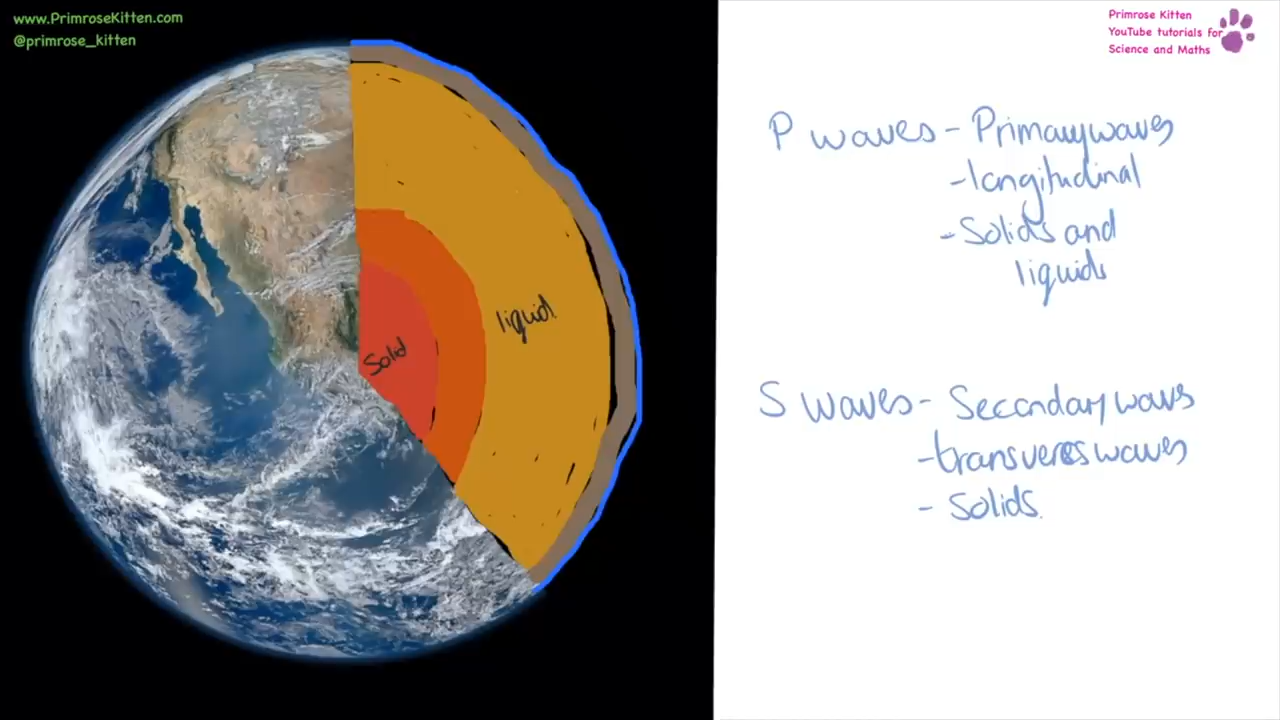 www.PrimroseKitten.com
@primrose_kitten
Primrose Kitten
YouTube tutorials for
Science and Maths
P waves - Primary waves
- longitudinal
- Solids and
liquids
liquid
Solid
S waves - Secondary waves
- transveress waves
- Solids.